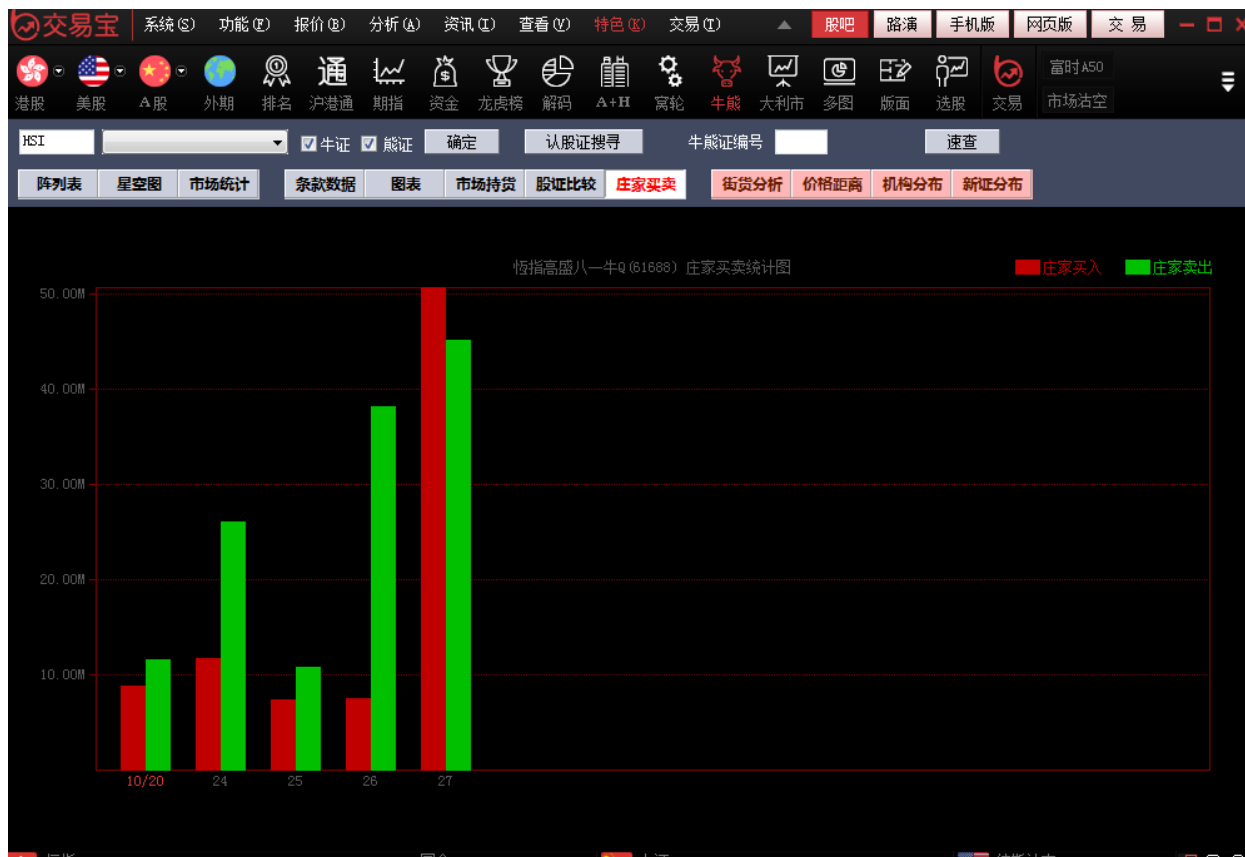 交易宝 系统(S) 功能(F) 报价(B) 分析(A) 资讯(I) 查看(V) 特色(K) 交易(T) 股吧 路演 手机版 网页版 交 易
富时A50
港股 美股 A股 外期 排名 沪港通 期指 资金 龙虎榜 解码 A+H 窝轮 牛熊 大利市 多图 版面 选股 交易 市场沽空
HSI 牛证 熊证 确定 认股证搜寻 牛熊证编号 速查
阵列表 星空图 市场统计 条款数据 图表 市场持货 股证比较 庄家买卖 街货分析 价格距离 机构分布 新证分布
恆指高盛八一牛Q(61688) 庄家买卖统计图 庄家买入 庄家卖出
50.00M
40.00M
30.00M
20.00M
10.00M
10/20 24 25 26 27